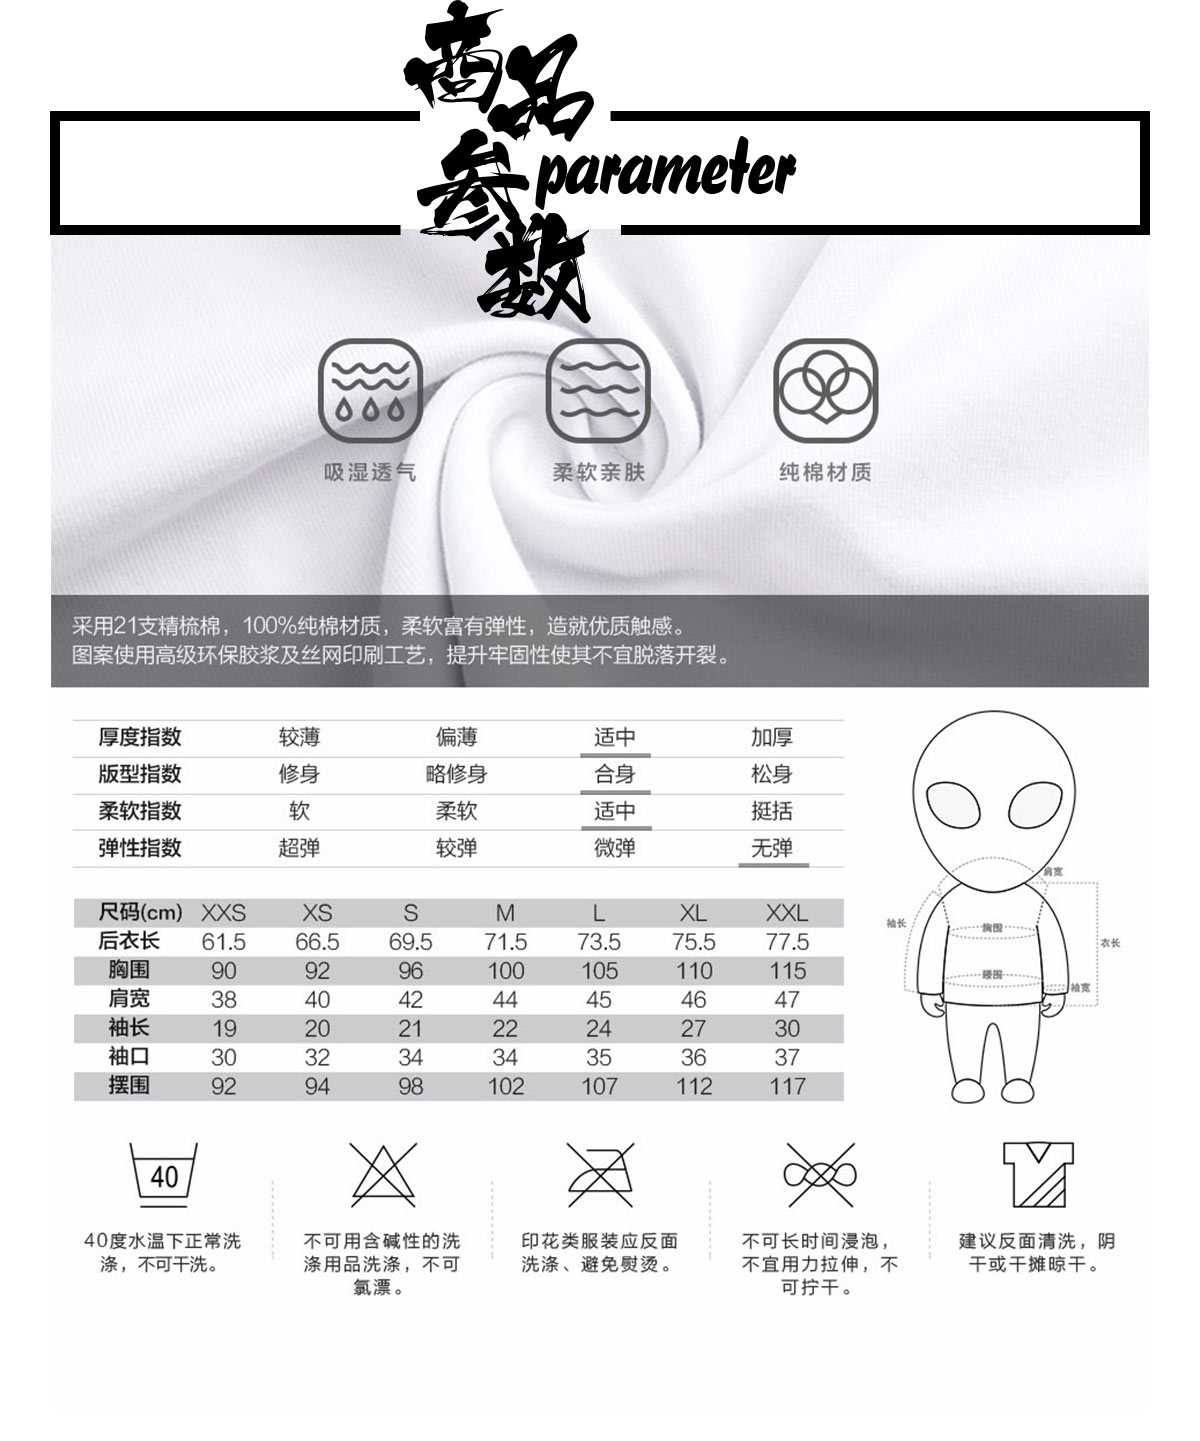 商品
参 parameter
数
吸湿透气 柔软亲肤 纯棉材质
采用21支精梳棉，100%纯棉材质，柔软富有弹性，造就优质触感。
图案使用高级环保胶浆及丝网印刷工艺，提升牢固性使其不宜脱落开裂。
厚度指数 较薄 偏薄 适中 加厚
版型指数 修身 略修身 合身 松身
柔软指数 软 柔软 适中 挺括
弹性指数 超弹 较弹 微弹 无弹
肩宽
袖长
胸围
衣长
腰围
袖宽
尺码(cm) XXS XS S M L XL XXL
后衣长 61.5 66.5 69.5 71.5 73.5 75.5 77.5
胸围 90 92 96 100 105 110 115
肩宽 38 40 42 44 45 46 47
袖长 19 20 21 22 24 27 30
袖口 30 32 34 34 35 36 37
摆围 92 94 98 102 107 112 117
40
40度水温下正常洗
涤，不可干洗。
不可用含碱性的洗
涤用品洗涤，不可
氯漂。
印花类服装应反面
洗涤、避免熨烫。
不可长时间浸泡，
不宜用力拉伸，不
可拧干。
建议反面清洗，阴
干或干摊晾干。